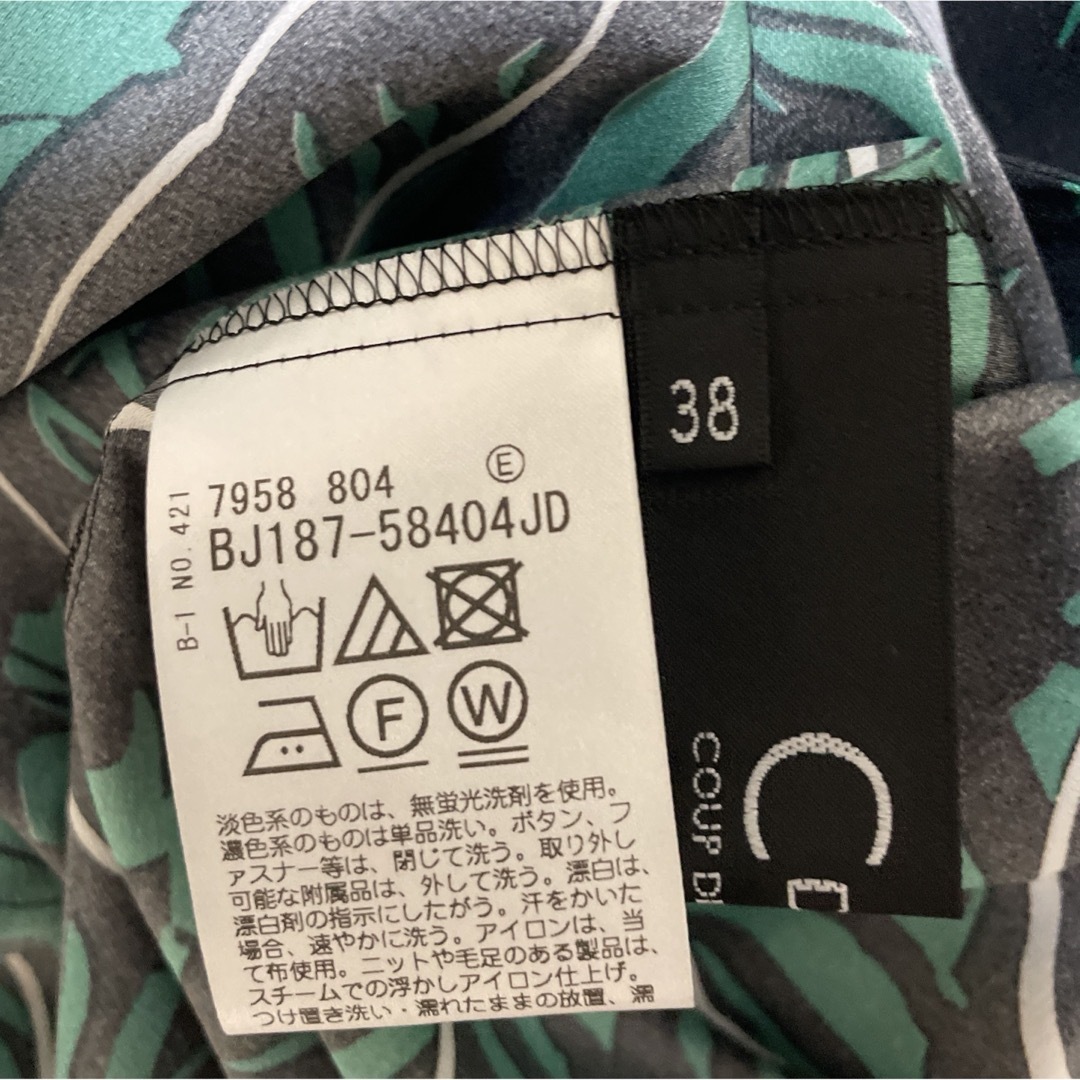 38
E
7958 804
BJ187-58404JD
B-I NO.421
F
W
淡色系のものは、無蛍光洗剤を使用。
濃色系のものは単品洗い。ボタン、フ
ァスナー等は、閉じて洗う。取り外し
可能な附属品は、外して洗う。漂白は、
漂白剤の指示にしたがう。汗をかいた
場合、速やかに洗う。アイロンは、当
て布使用。ニットや毛足のある製品は、
スチームでの浮かしアイロン仕上げ。
つけ置き洗い・濡れたままの放置、濡
C
COUP D